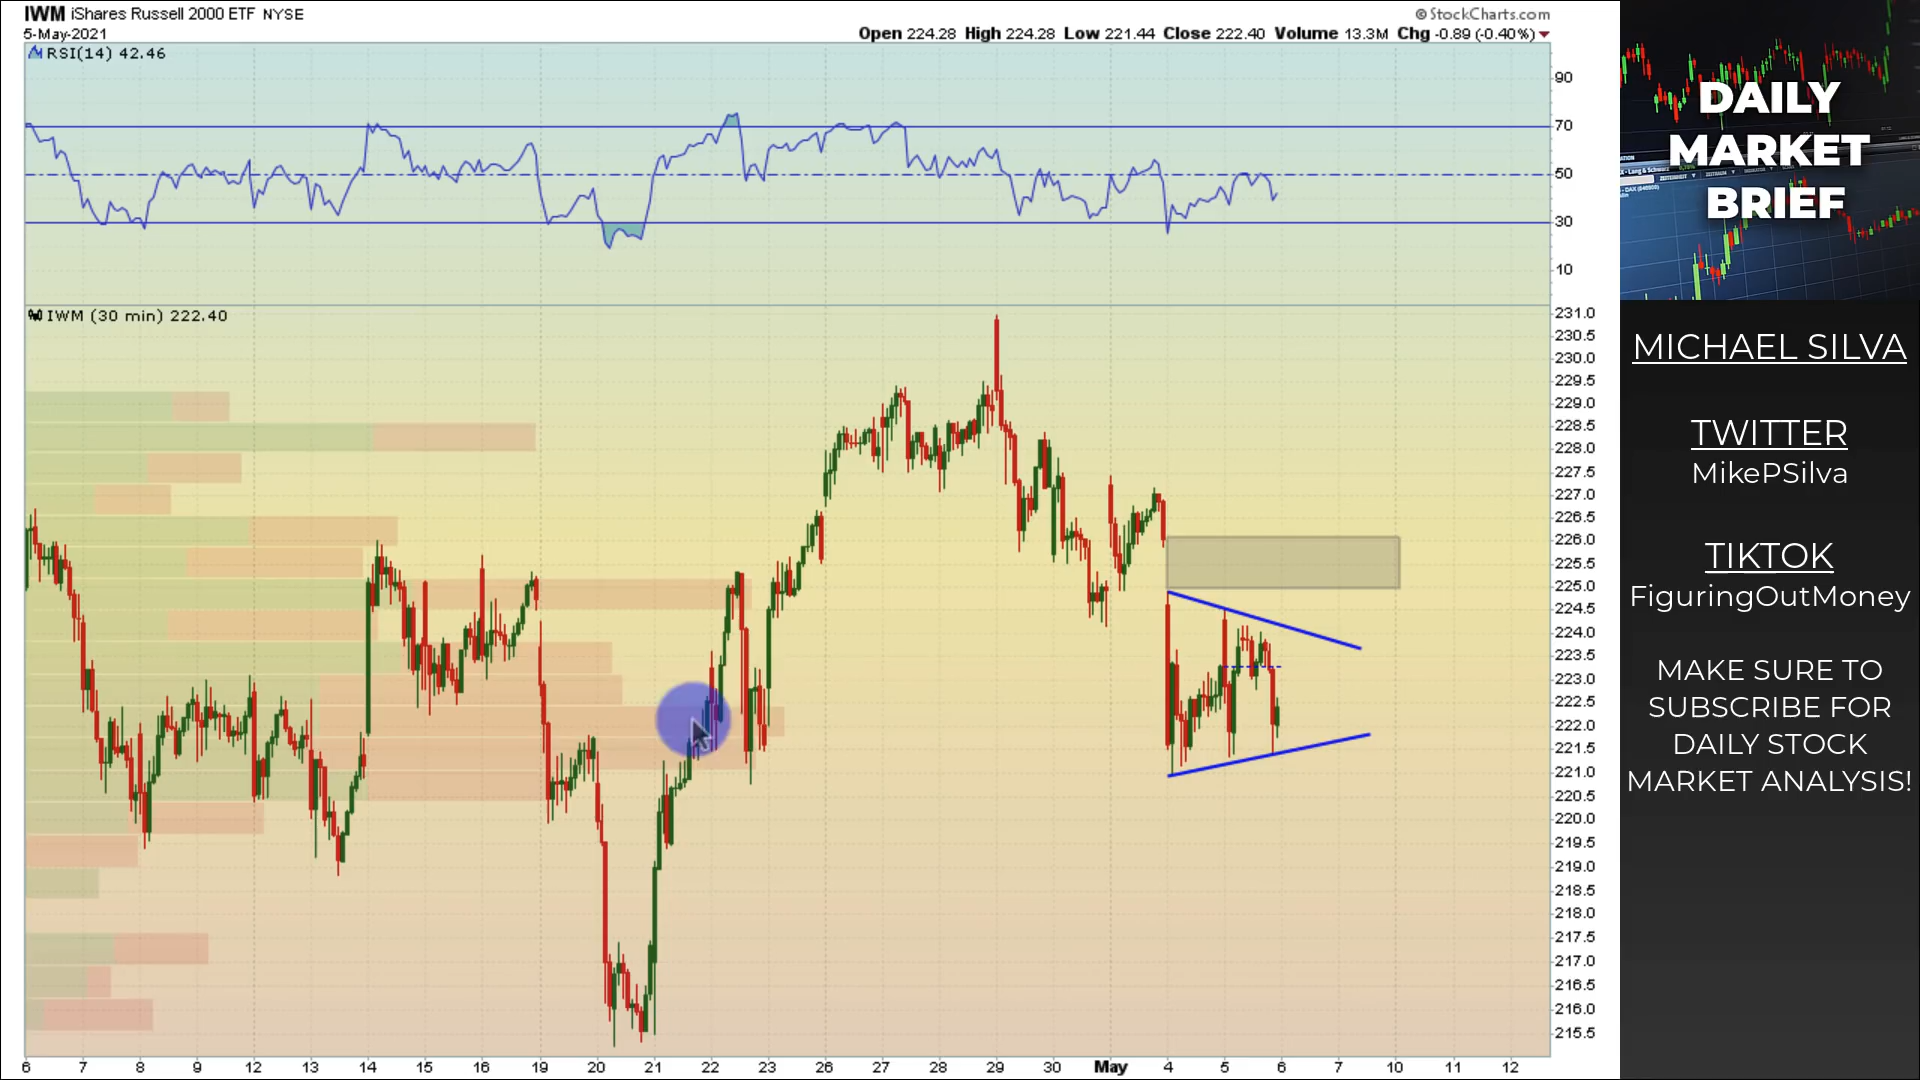 IWM iShares Russell 2000 ETF NYSE
© StockCharts.com
5-May-2021
Open 224.28 High 224.28 Low 221.44 Close 222.40 Volume 13.3M Chg -0.89 (-0.40%)
RSI(14) 42.46
90
70
50
30
10
IWM (30 min) 222.40
231.0
230.5
230.0
229.5
229.0
228.5
228.0
227.5
227.0
226.5
226.0
225.5
225.0
224.5
224.0
223.5
223.0
222.5
222.0
221.5
221.0
220.5
220.0
219.5
219.0
218.5
218.0
217.5
217.0
216.5
216.0
215.5
6 7 8 9 12 13 14 15 16 19 20 21 22 23 26 27 28 29 30 May 4 5 6 7 10 11 12
DAILY
MARKET
BRIEF
MICHAEL SILVA
TWITTER
MikePSilva
TIKTOK
FiguringOutMoney
MAKE SURE TO
SUBSCRIBE FOR
DAILY STOCK
MARKET ANALYSIS!